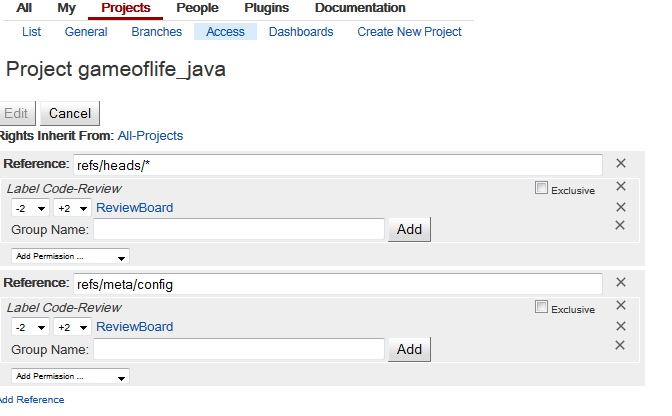 All My Projects People Plugins Documentation
List General Branches Access Dashboards Create New Project
Project gameoflife_java
Edit Cancel
Rights Inherit From: All-Projects
Reference: refs/heads/*
Label Code-Review Exclusive
-2 +2 ReviewBoard
Group Name: Add
Add Permission ...
Reference: refs/meta/config
Label Code-Review Exclusive
-2 +2 ReviewBoard
Group Name: Add
Add Permission ...
Add Reference